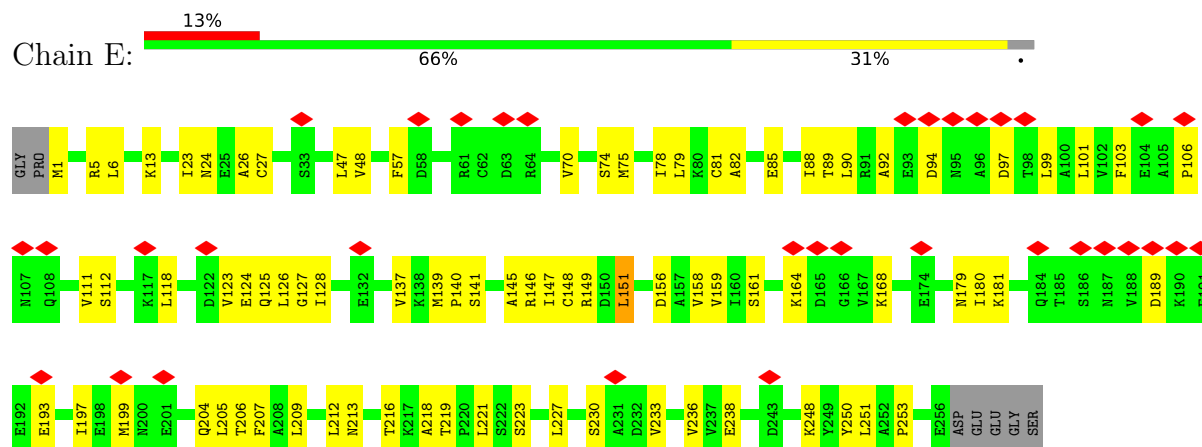 13%
Chain E:
66% 31% •
GLY PRO M1 R5 L6 K13 I23 N24 E25 A26 C27 S33 L47 V48 F57 D58 R61 C62 D63 R64 V70 S74 M75 I78 L79 K80 C81 A82 E85 I88 T89 L90 R91 A92 E93 D94 N95 A96 D97 T98 L99 A100 L101 V102 F103 E104 A105 P106
N107 Q108 V111 S112 K117 L118 D122 V123 E124 Q125 L126 G127 I128 E132 V137 K138 M139 P140 S141 A145 R146 I147 C148 R149 D150 L151 D156 A157 V158 V159 I160 S161 K164 D165 G166 V167 K168 E174 N179 I180 K181 Q184 T185 S186 N187 V188 D189 K190
E192 E193 I197 E198 M199 N200 E201 Q204 L205 T206 F207 A208 L209 L212 N213 T216 K217 A218 T219 P220 L221 S222 S223 L227 S230 A231 D232 V233 V236 V237 E238 D243 K248 Y249 Y250 L251 A252 P253 E256 ASP GLU GLU GLY SER